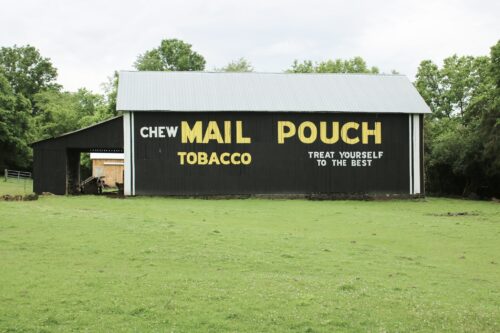 CHEW MAIL POUCH
TOBACCO
TREAT YOURSELF
TO THE BEST